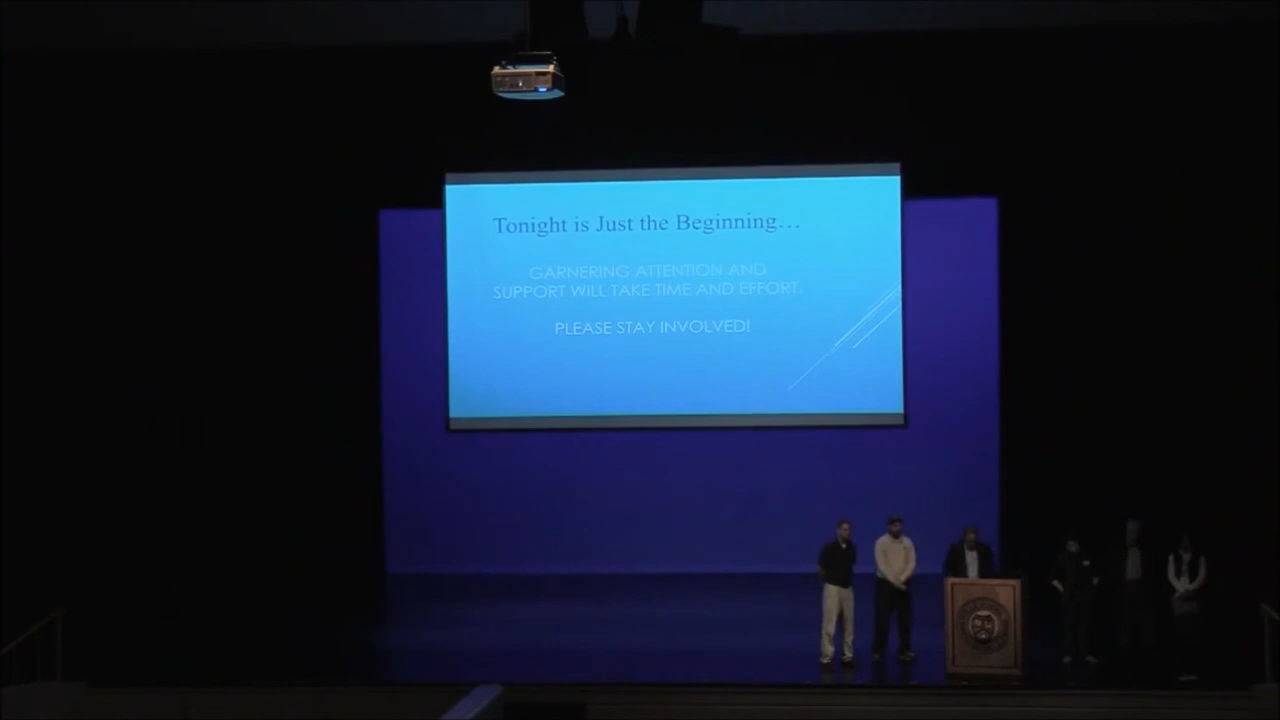 Tonight is Just the Beginning...
GARNERING ATTENTION AND
SUPPORT WILL TAKE TIME AND EFFORT.
PLEASE STAY INVOLVED!